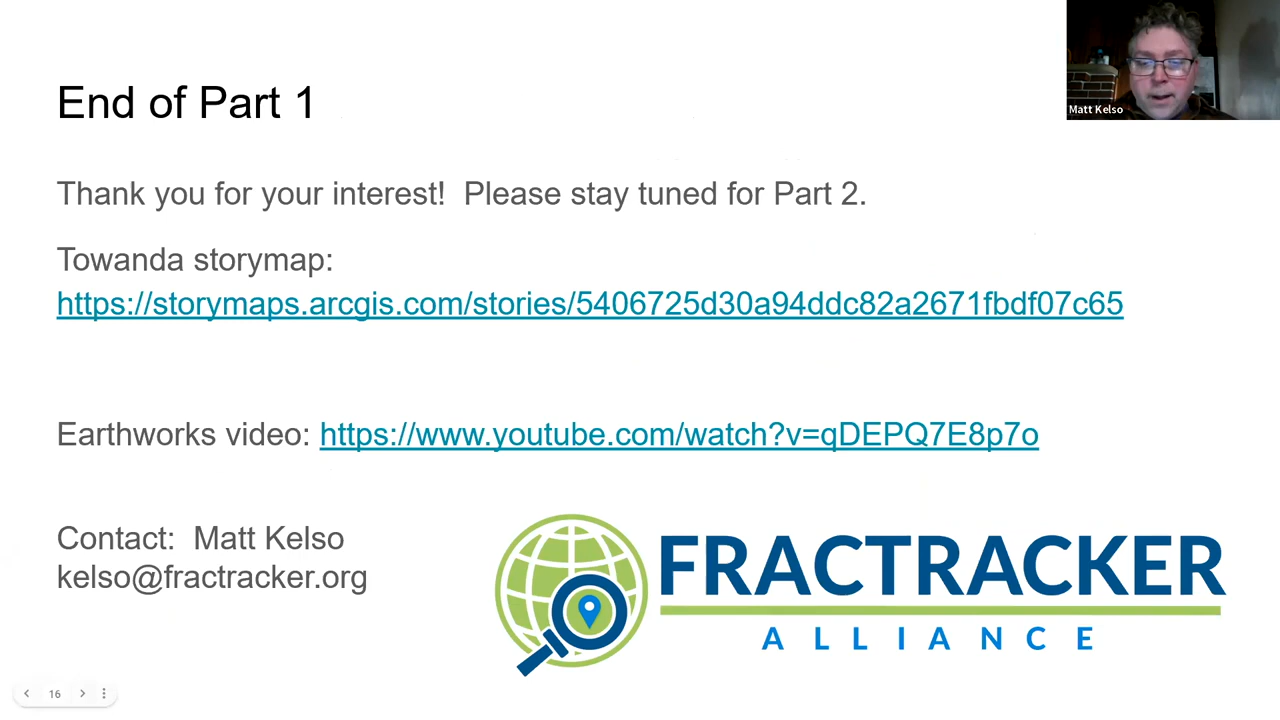 Matt Kelso
End of Part 1
Thank you for your interest!  Please stay tuned for Part 2.
Towanda storymap:
https://storymaps.arcgis.com/stories/5406725d30a94ddc82a2671fbdf07c65
Earthworks video: https://www.youtube.com/watch?v=qDEPQ7E8p7o
Contact:  Matt Kelso
kelso@fractracker.org
FRACTRACKER
ALLIANCE
16